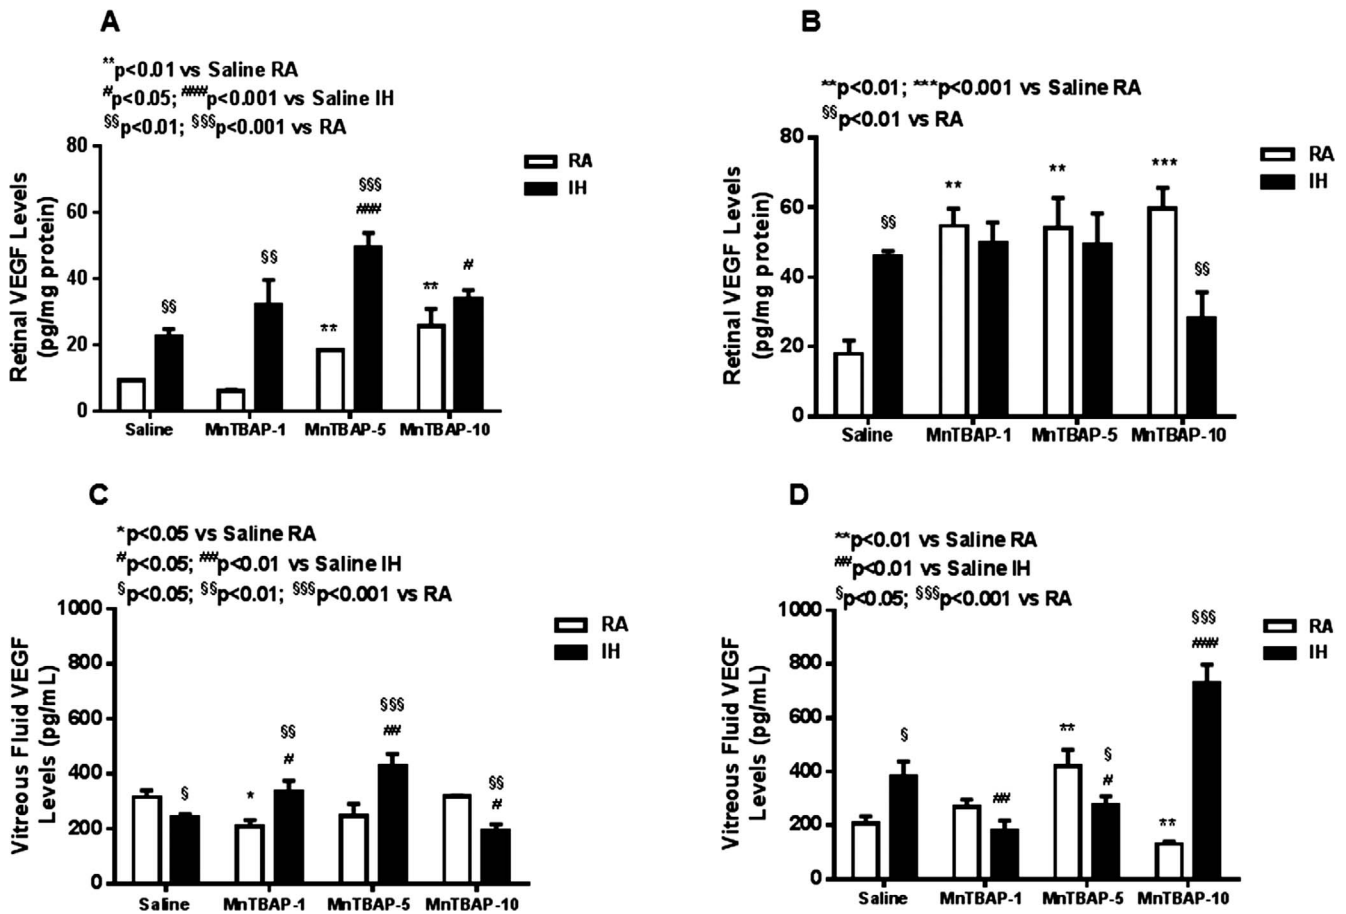 A
**p<0.01 vs Saline RA
#p<0.05; ###p<0.001 vs Saline IH
§§p<0.01; §§§p<0.001 vs RA
Retinal VEGF Levels
(pg/mg protein)
80
60
40
20
0
§§
§§
**
§§§
###
**
#
Saline
MnTBAP-1
MnTBAP-5
MnTBAP-10
RA
IH
B
**p<0.01; ***p<0.001 vs Saline RA
§§p<0.01 vs RA
Retinal VEGF Levels
(pg/mg protein)
80
60
40
20
0
§§
**
**
***
§§
Saline
MnTBAP-1
MnTBAP-5
MnTBAP-10
RA
IH
C
*p<0.05 vs Saline RA
#p<0.05; ##p<0.01 vs Saline IH
§p<0.05; §§p<0.01; §§§p<0.001 vs RA
Vitreous Fluid VEGF
Levels (pg/mL)
1000
800
600
400
200
0
§
*
§§
#
§§§
##
§§
#
Saline
MnTBAP-1
MnTBAP-5
MnTBAP-10
RA
IH
D
**p<0.01 vs Saline RA
##p<0.01 vs Saline IH
§p<0.05; §§§p<0.001 vs RA
Vitreous Fluid VEGF
Levels (pg/mL)
1000
800
600
400
200
0
§
##
**
§
#
**
§§§
###
Saline
MnTBAP-1
MnTBAP-5
MnTBAP-10
RA
IH